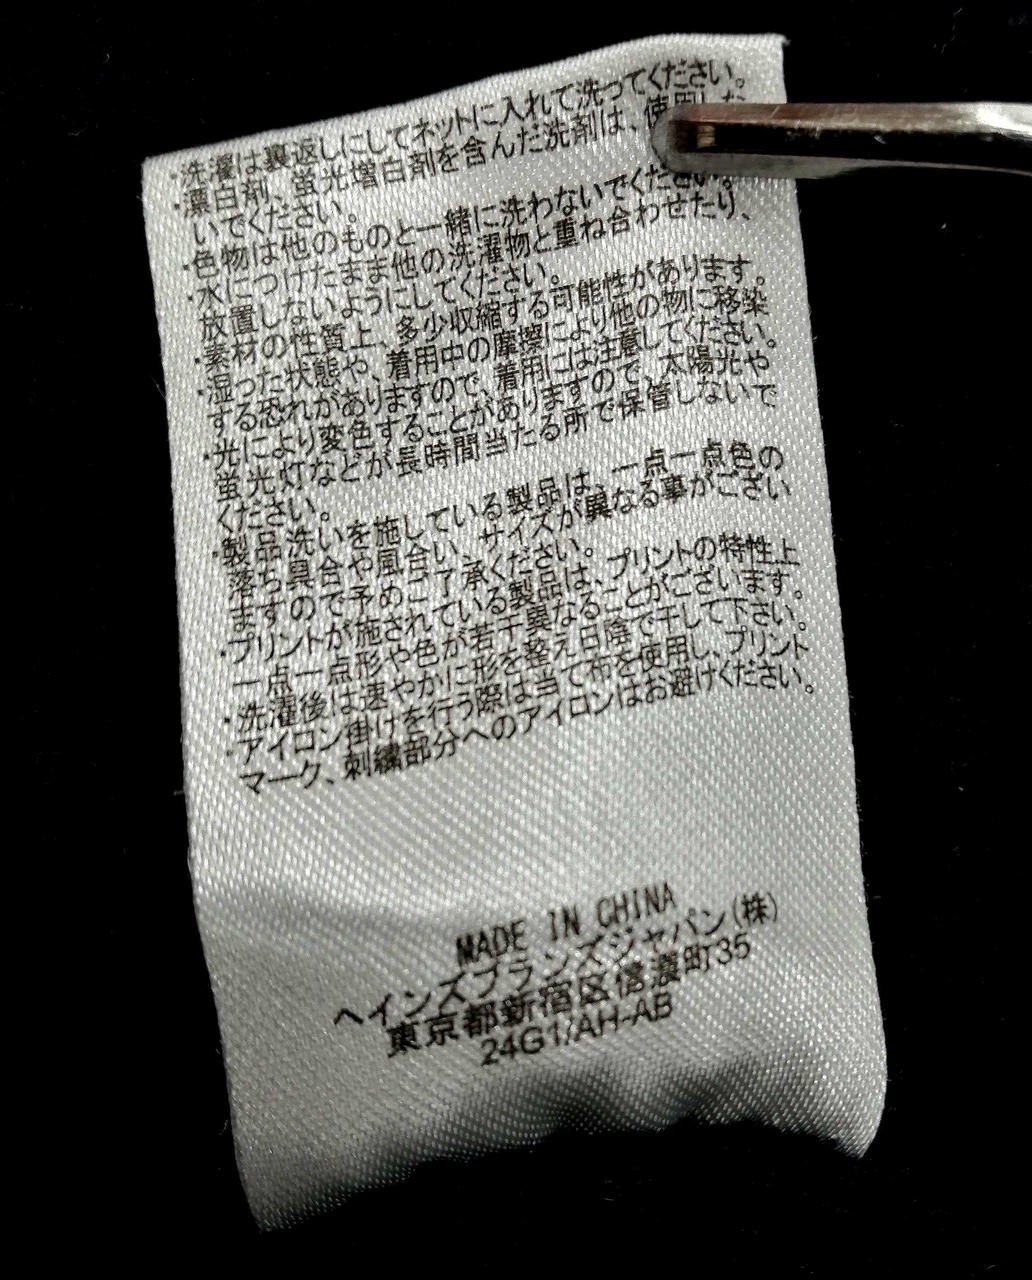 ・洗濯は裏返しにしてネットに入れて洗ってください。
・漂白剤、蛍光増白剤を含んだ洗剤は、使用しな
いでください。
・色物は他のものと一緒に洗わないでください。
・水につけたまま他の洗濯物と重ね合わせたり、
放置しないようにしてください。
・素材の性質上、多少収縮する可能性があります。
・湿った状態や、着用中の摩擦により他の物に移染
する恐れがありますので、着用には注意してください。
・光により変色することがありますので、太陽光や
蛍光灯などが長時間当たる所で保管しないで
ください。
・製品洗いを施している製品は、一点一点色の
落ち具合や風合い、サイズが異なる事がござい
ますので予めご了承ください。
・プリントが施されている製品は、プリントの特性上
一点一点形や色が若干異なることがございます。
・洗濯後は速やかに形を整え日陰で干して下さい。
・アイロン掛けを行う際は当て布を使用し、プリント
マーク、刺繍部分へのアイロンはお避けください。
MADE IN CHINA
ヘインズブランズジャパン(株)
東京都新宿区信濃町35
24G1/AH-AB